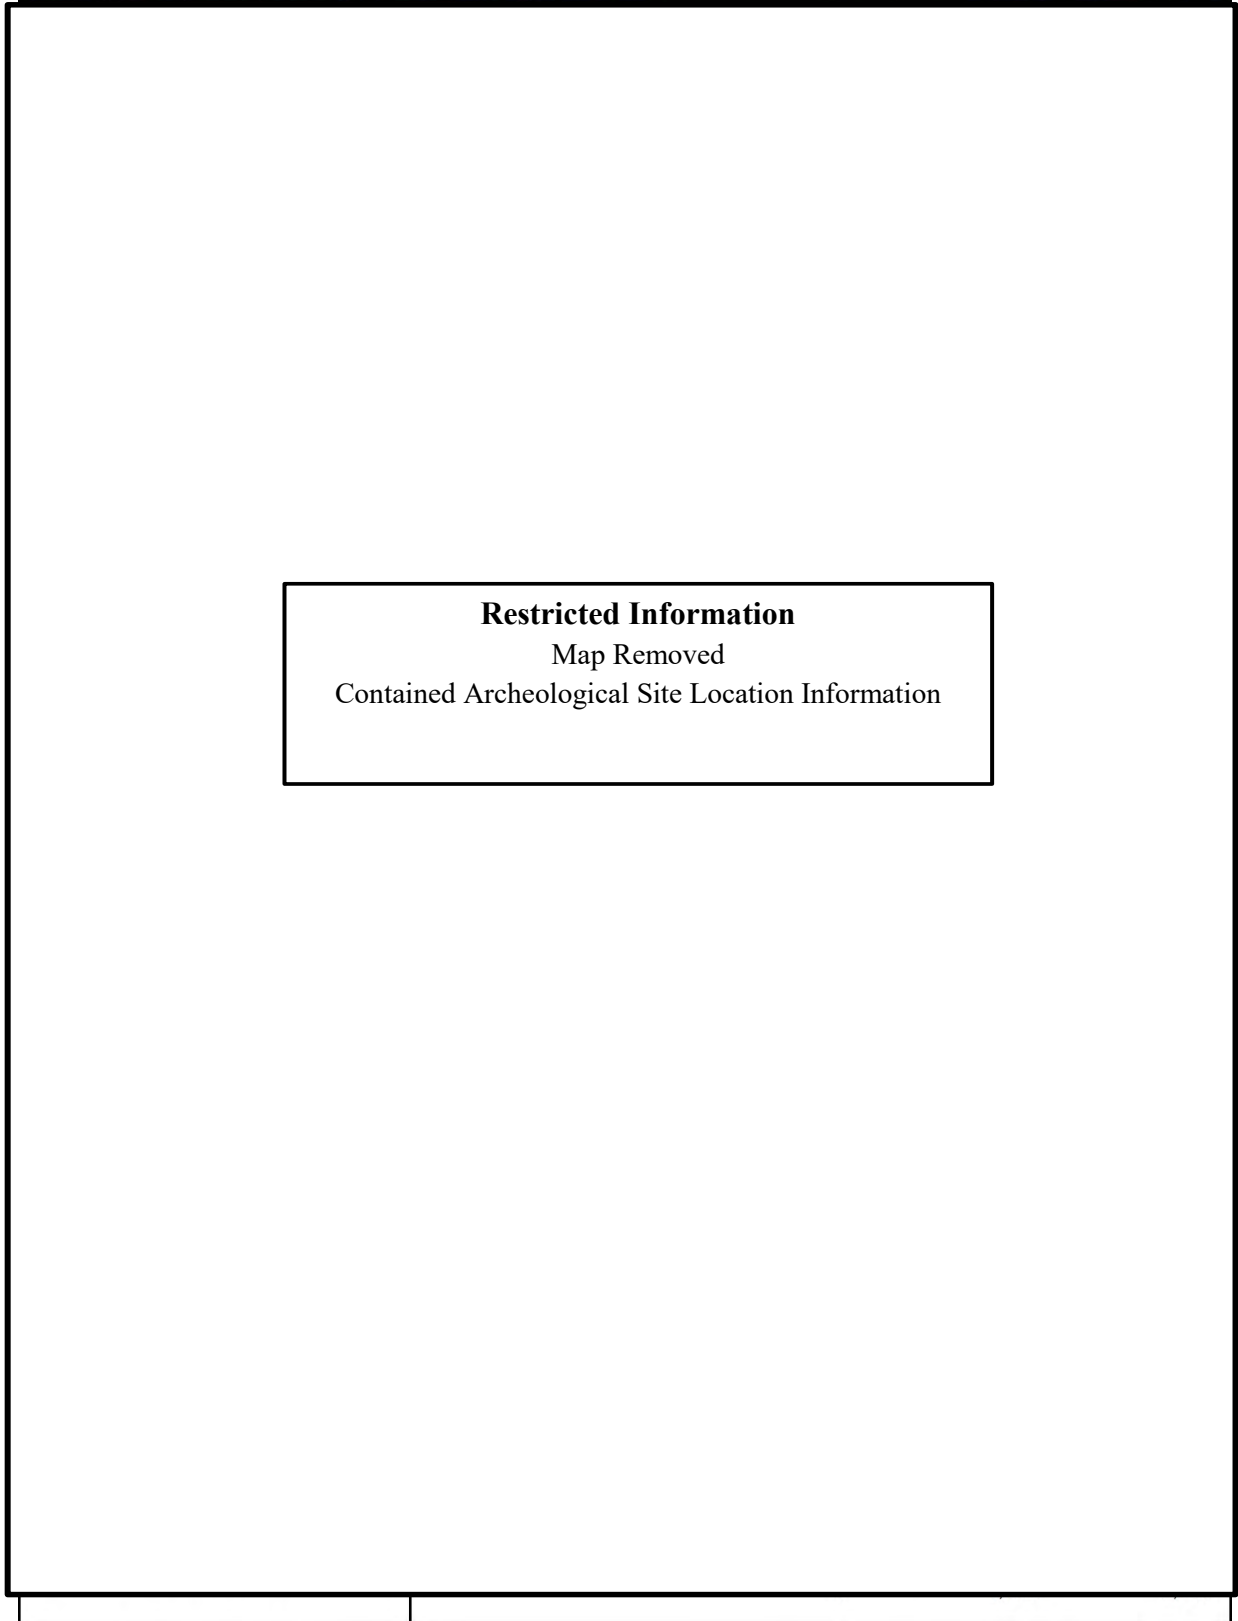 Restricted Information
Map Removed
Contained Archeological Site Location Information